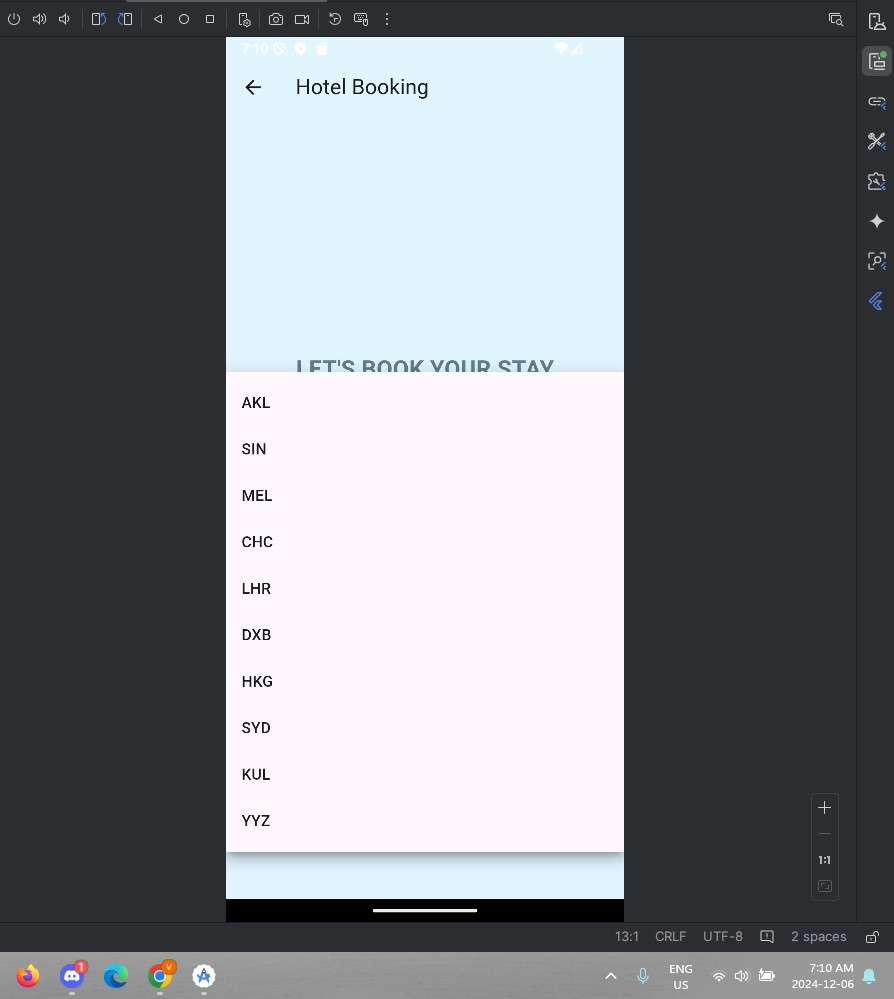 7:10
Hotel Booking
LET'S BOOK YOUR STAY
AKL
SIN
MEL
CHC
LHR
DXB
HKG
SYD
KUL
YYZ
1:1
13:1 CRLF UTF-8 2 spaces
1 V ENG 7:10 AM
US 2024-12-06